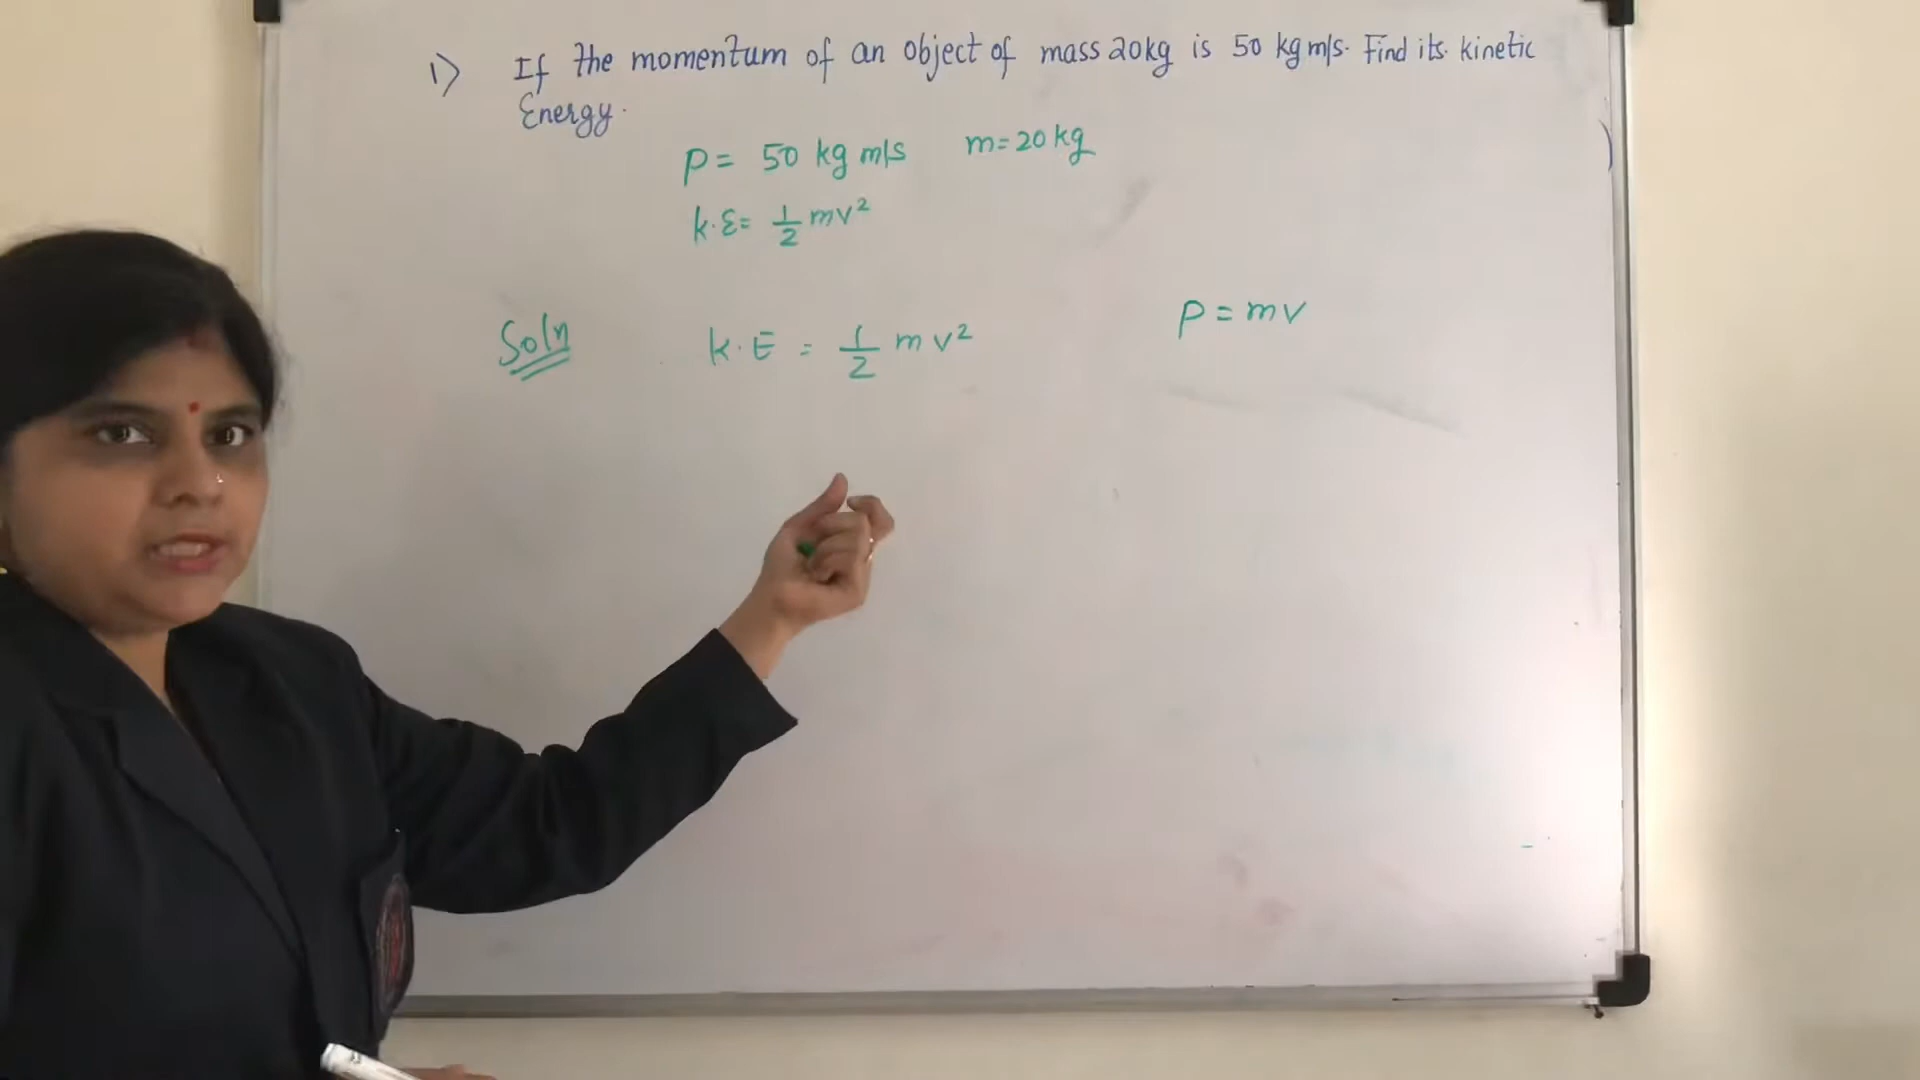 1) If the momentum of an object of mass 20kg is 50 kg m/s. Find its kinetic
Energy.
p = 50 kg m/s m=20 kg
k.E= 1/2 mv²
Soln k.E = 1/2 m v² p = mv